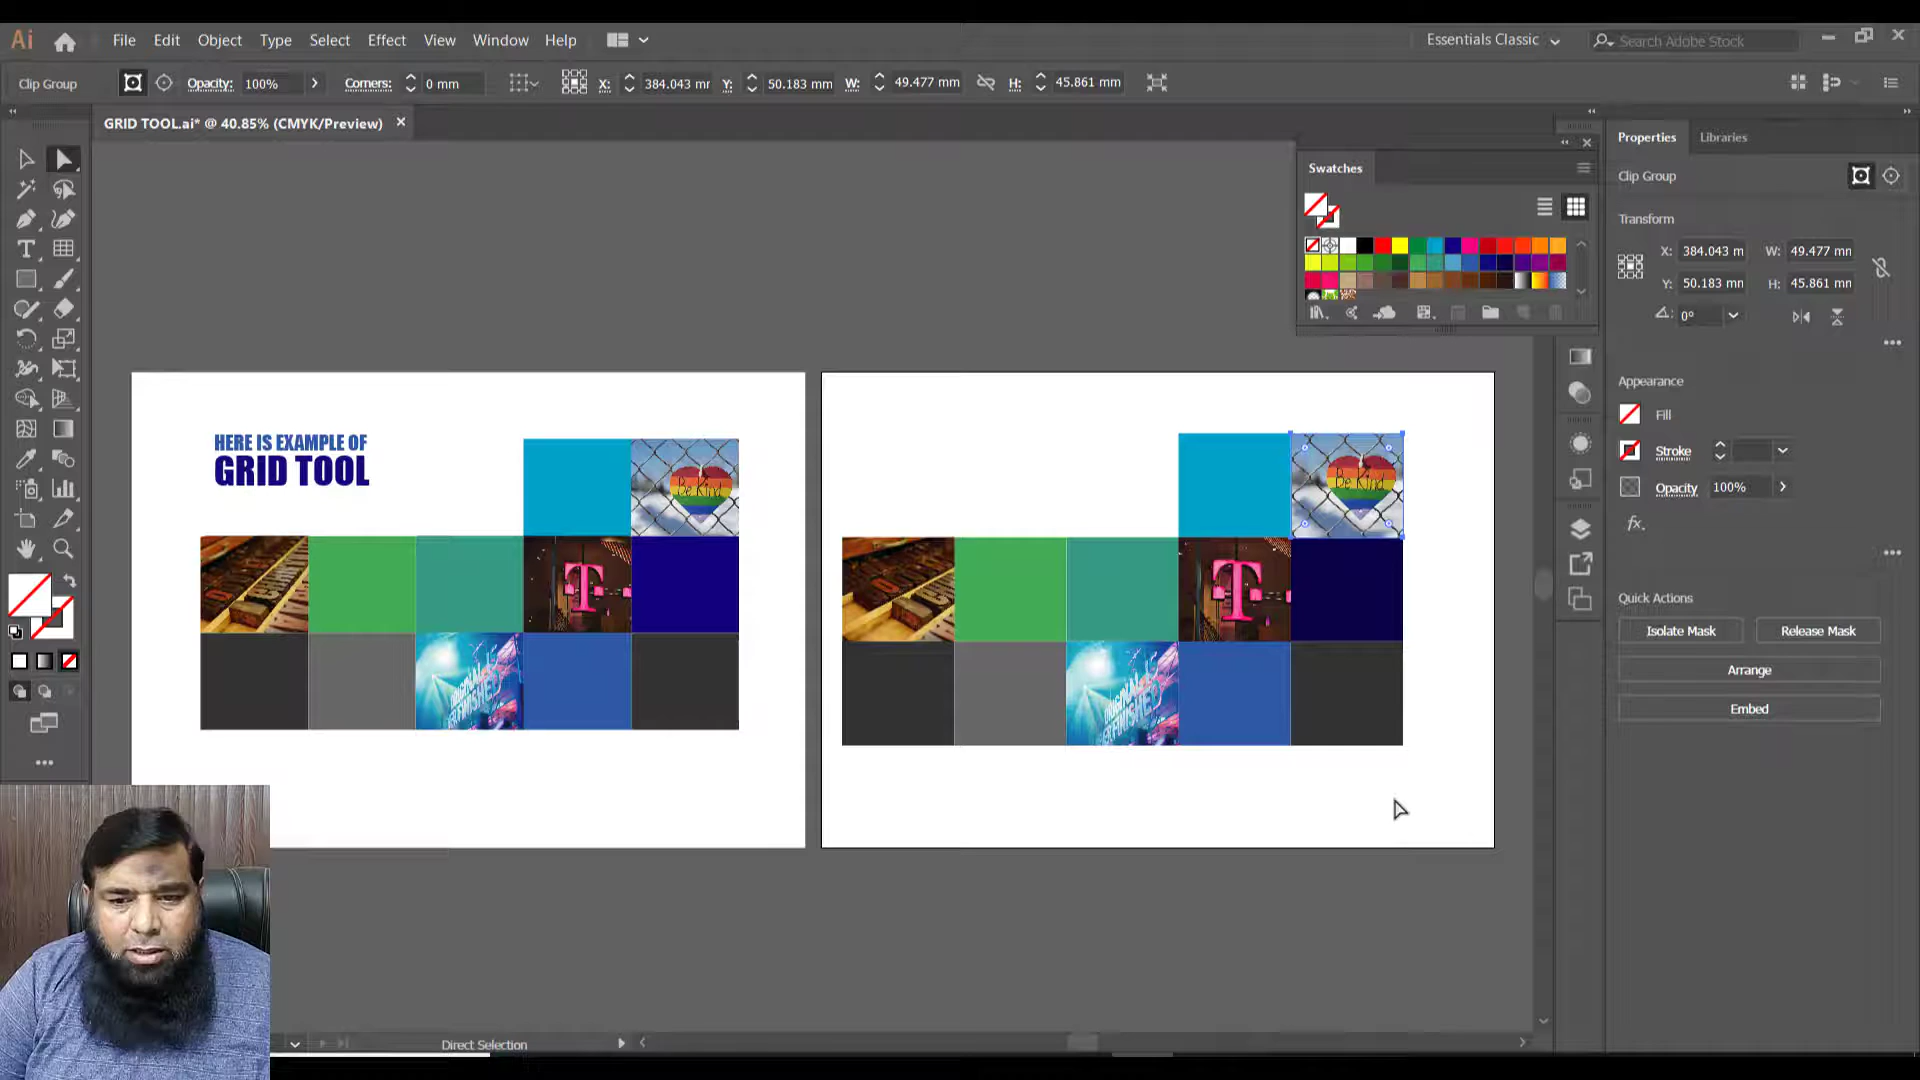 Ai File Edit Object Type Select Effect View Window Help Essentials Classic Search Adobe Stock
Clip Group Opacity: 100% Corners: 0 mm X: 384.043 mr Y: 50.183 mm W: 49.477 mm H: 45.861 mm
GRID TOOL.ai* @ 40.85% (CMYK/Preview)
Swatches
Properties Libraries
Clip Group
Transform
X: 384.043 m W: 49.477 mn
Y: 50.183 mn H: 45.861 mn
0°
Appearance
Fill
Stroke
Opacity 100%
fx.
Quick Actions
Isolate Mask Release Mask
Arrange
Embed
HERE IS EXAMPLE OF
GRID TOOL
Be Kind
T
ORIGINAL
UNFINISHED
Be Kind
T
ORIGINAL
UNFINISHED
Direct Selection